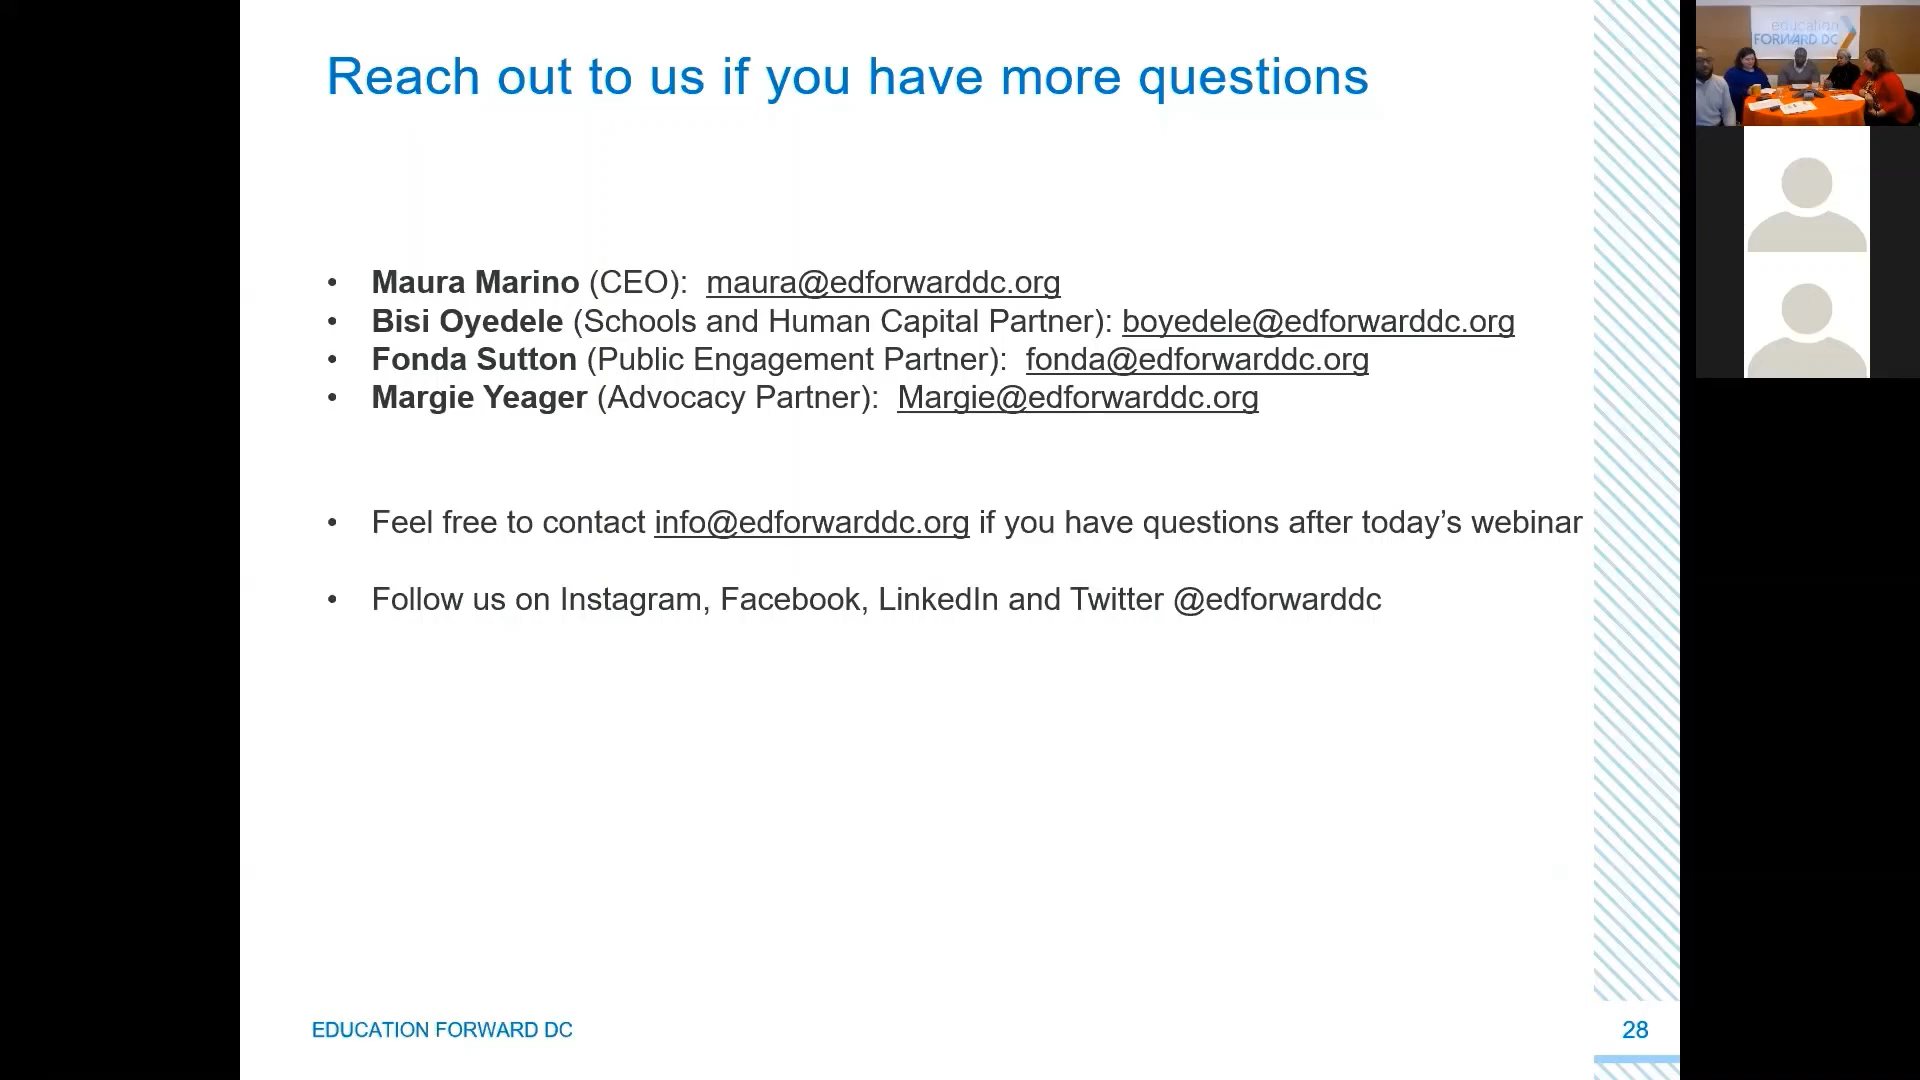 Reach out to us if you have more questions
• Maura Marino (CEO): maura@edforwarddc.org
• Bisi Oyedele (Schools and Human Capital Partner): boyedele@edforwarddc.org
• Fonda Sutton (Public Engagement Partner): fonda@edforwarddc.org
• Margie Yeager (Advocacy Partner): Margie@edforwarddc.org
• Feel free to contact info@edforwarddc.org if you have questions after today’s webinar
• Follow us on Instagram, Facebook, LinkedIn and Twitter @edforwarddc
EDUCATION FORWARD DC
28
education
FORWARD DC